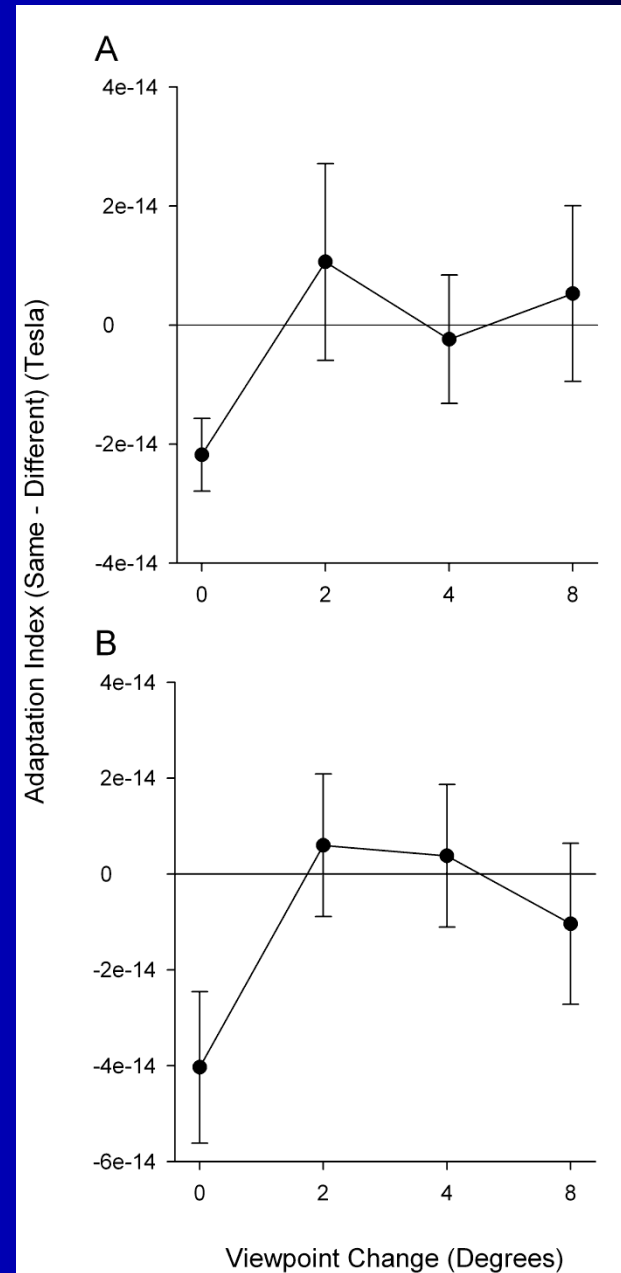 A
4e-14
2e-14
0
-2e-14
-4e-14
0 2 4 8
B
4e-14
2e-14
0
-2e-14
-4e-14
-6e-14
0 2 4 8
Adaptation Index (Same - Different) (Tesla)
Viewpoint Change (Degrees)